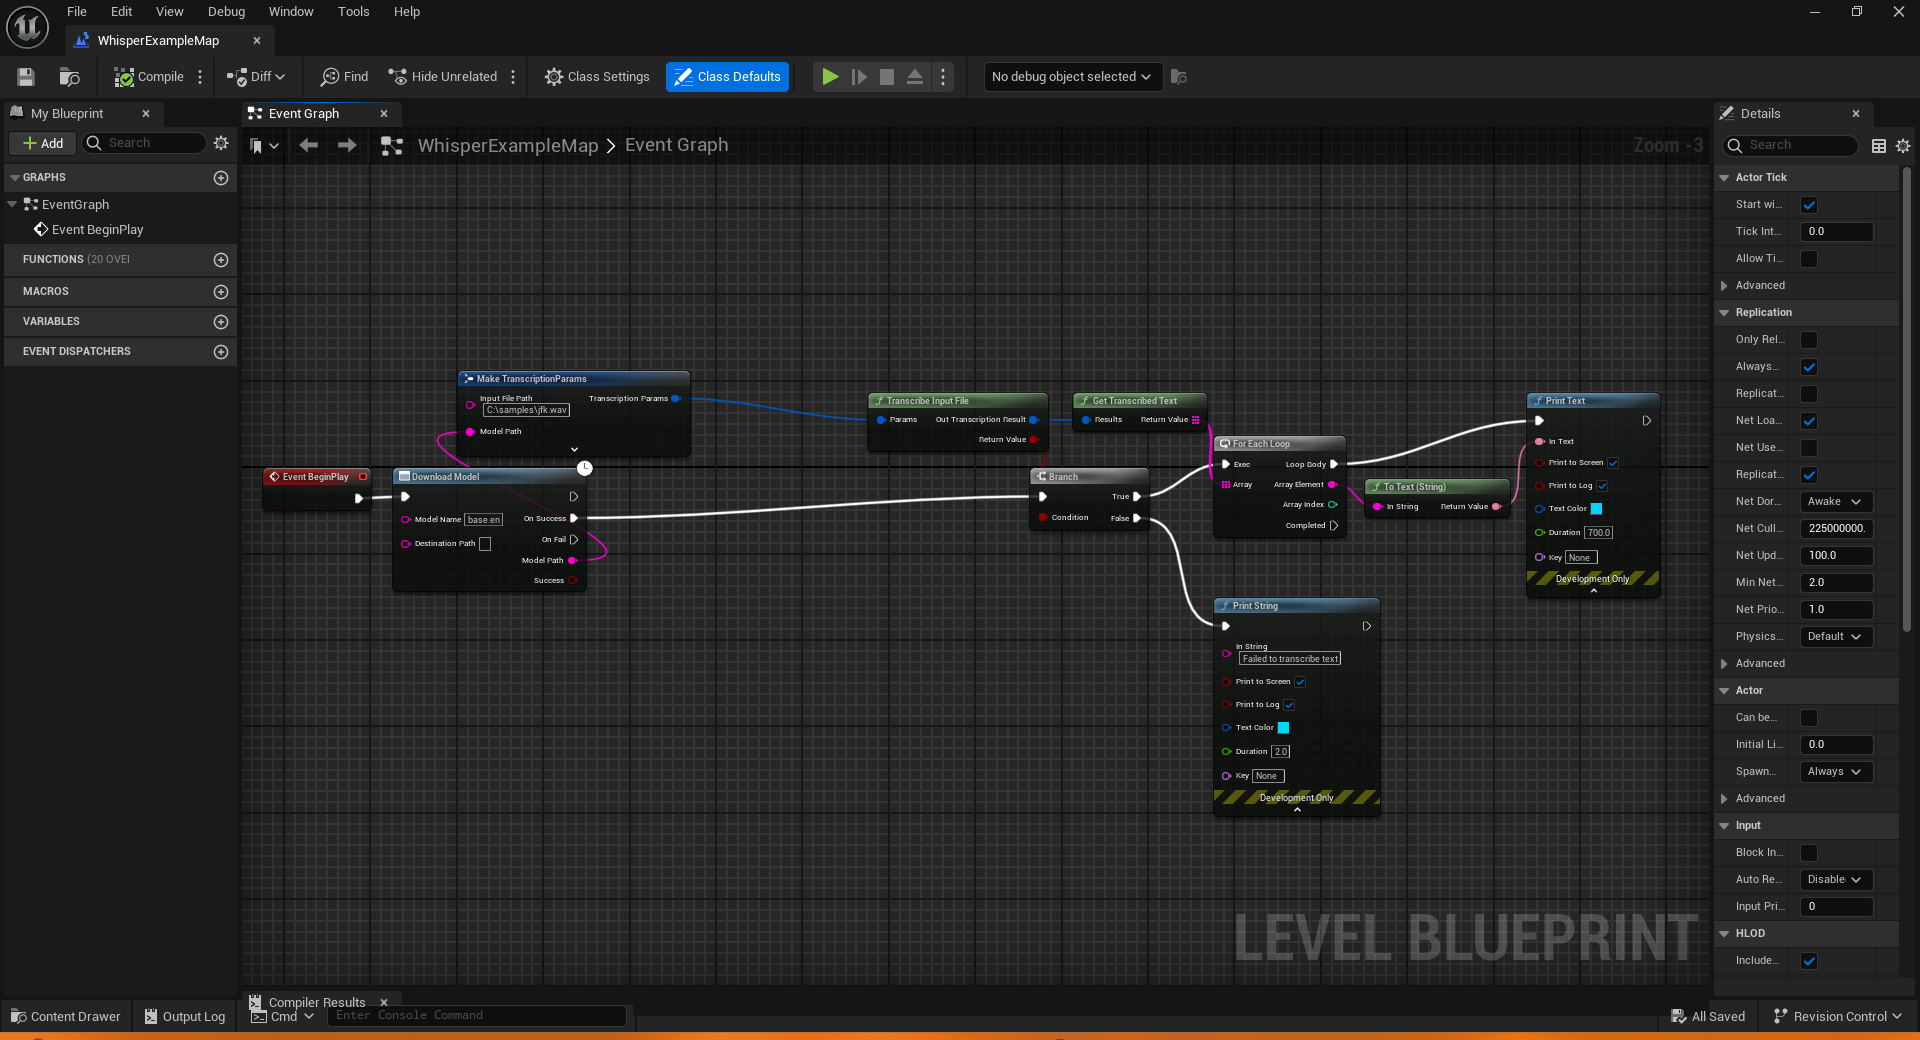 File Edit View Debug Window Tools Help
WhisperExampleMap
Compile Diff Find Hide Unrelated Class Settings Class Defaults No debug object selected
My Blueprint
Add Search
GRAPHS
EventGraph
Event BeginPlay
FUNCTIONS (20 OVEI
MACROS
VARIABLES
EVENT DISPATCHERS
Event Graph
WhisperExampleMap > Event Graph
Zoom -3
Make TranscriptionParams
Input File Path
C:\samples\jfk.wav
Transcription Params
Model Path
Event BeginPlay
Download Model
Model Name base.en
On Success
Destination Path
On Fail
Model Path
Success
Transcribe Input File
Params Out Transcription Result
Return Value
Get Transcribed Text
Results Return Value
Branch
True
Condition False
For Each Loop
Exec Loop Body
Array Array Element
Array Index
Completed
To Text (String)
In String Return Value
Print Text
In Text
Print to Screen
Print to Log
Text Color
Duration 700.0
Key None
Development Only
Print String
In String
Failed to transcribe text
Print to Screen
Print to Log
Text Color
Duration 2.0
Key None
Development Only
LEVEL BLUEPRINT
Details
Search
Actor Tick
Start wi...
Tick Int... 0.0
Allow Ti...
Advanced
Replication
Only Rel...
Always...
Replicat...
Net Loa...
Net Use...
Replicat...
Net Dor... Awake
Net Cull... 225000000.
Net Upd... 100.0
Min Net... 2.0
Net Prio... 1.0
Physics... Default
Advanced
Actor
Can be...
Initial Li... 0.0
Spawn... Always
Advanced
Input
Block In...
Auto Re... Disable
Input Pri... 0
HLOD
Include...
Compiler Results
Content Drawer Output Log Cmd Enter Console Command All Saved Revision Control